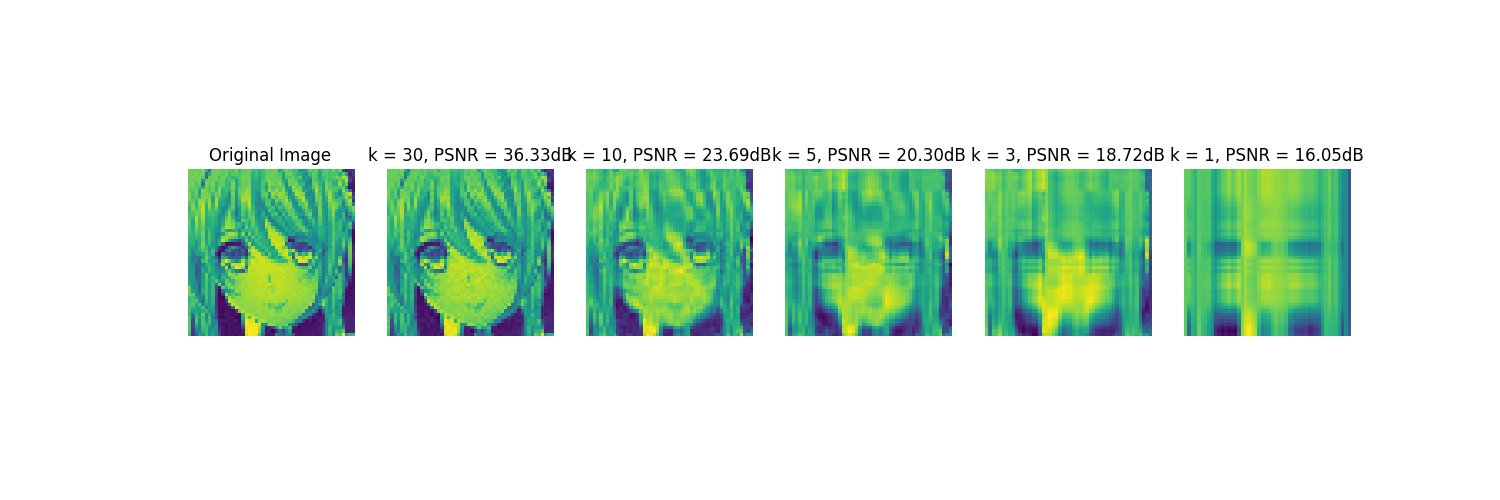 Original Image
k = 30, PSNR = 36.33dB
k = 10, PSNR = 23.69dB
k = 5, PSNR = 20.30dB
k = 3, PSNR = 18.72dB
k = 1, PSNR = 16.05dB